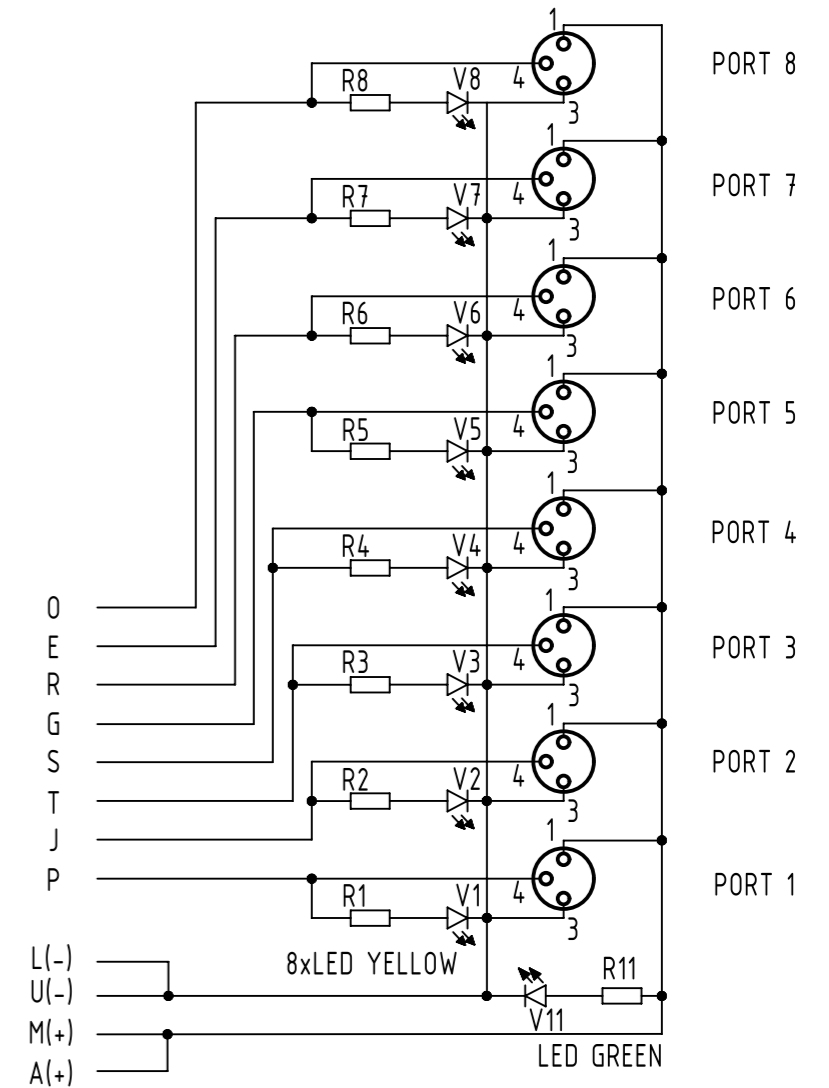 1
R8 V8 4 PORT 8
3
1
R7 V7 4 PORT 7
3
1
R6 V6 4 PORT 6
3
1
R5 V5 4 PORT 5
3
1
R4 V4 4 PORT 4
3
O
1
E R3 V3 4 PORT 3
R
3
G
1
S R2 V2 4 PORT 2
T
3
J
1
P R1 V1 4 PORT 1
3
L(-) 8xLED YELLOW R11
U(-)
V11
M(+)
LED GREEN
A(+)